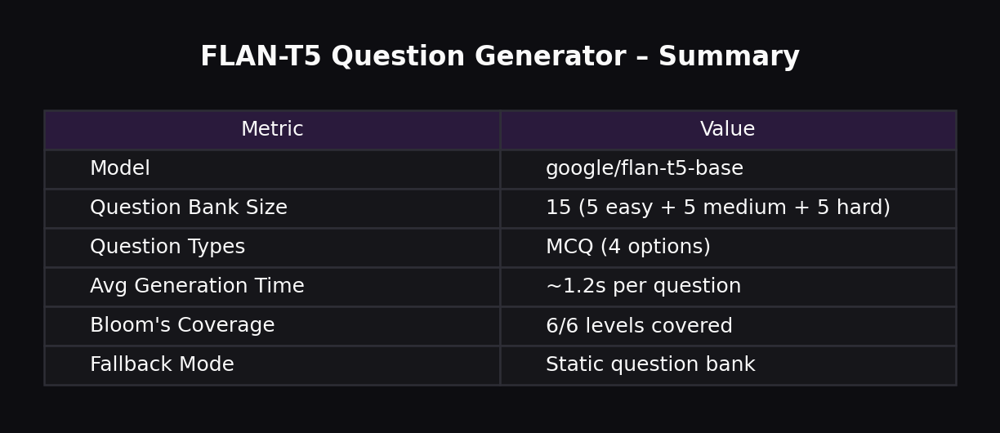 FLAN-T5 Question Generator – Summary
Metric Value
Model google/flan-t5-base
Question Bank Size 15 (5 easy + 5 medium + 5 hard)
Question Types MCQ (4 options)
Avg Generation Time ~1.2s per question
Bloom's Coverage 6/6 levels covered
Fallback Mode Static question bank